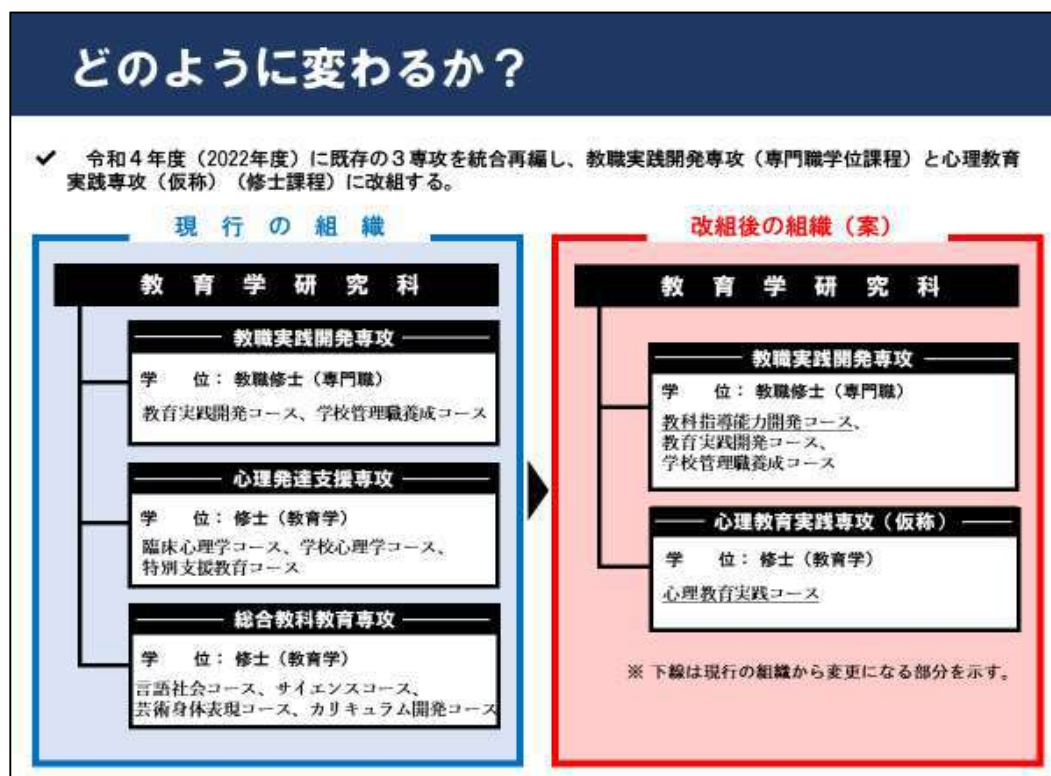 どのように変わるか？
✔ 令和４年度（2022年度）に既存の３専攻を統合再編し、教職実践開発専攻（専門職学位課程）と心理教育
実践専攻（仮称）（修士課程）に改組する。
現行の組織
教育学研究科
教職実践開発専攻
学　位：教職修士（専門職）
教育実践開発コース、学校管理職養成コース
心理発達支援専攻
学　位：修士（教育学）
臨床心理学コース、学校心理学コース、
特別支援教育コース
総合教科教育専攻
学　位：修士（教育学）
言語社会コース、サイエンスコース、
芸術身体表現コース、カリキュラム開発コース
改組後の組織（案）
教育学研究科
教職実践開発専攻
学　位：教職修士（専門職）
教科指導能力開発コース、
教育実践開発コース、
学校管理職養成コース
心理教育実践専攻（仮称）
学　位：修士（教育学）
心理教育実践コース
※ 下線は現行の組織から変更になる部分を示す。